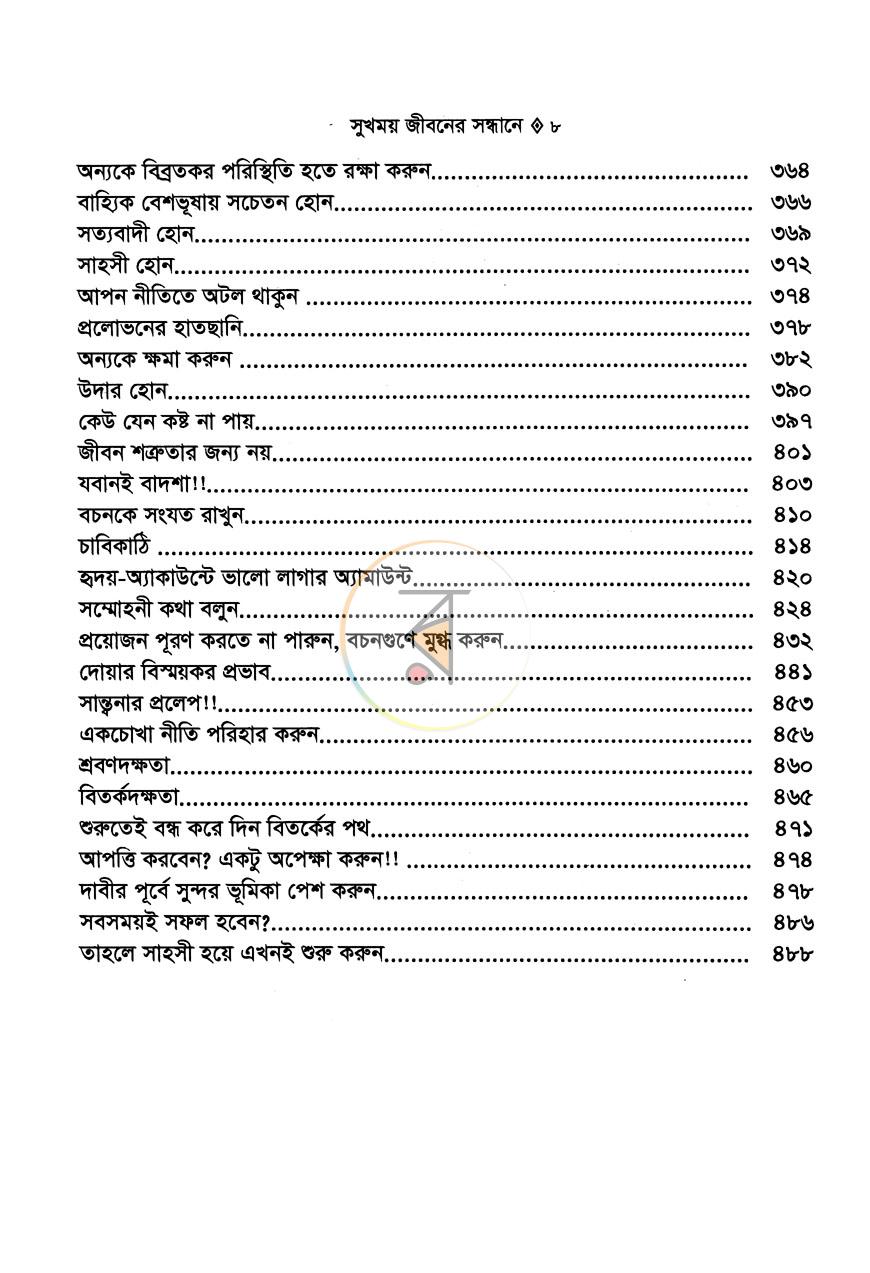 সুখময় জীবনের সন্ধানে ◈ ৮
অন্যকে বিব্রতকর পরিস্থিতি হতে রক্ষা করুন................................................ ৩৬৪
বাহ্যিক বেশভূষায় সচেতন হোন............................................................... ৩৬৬
সত্যবাদী হোন.................................................................................... ৩৬৯
সাহসী হোন....................................................................................... ৩৭২
আপন নীতিতে অটল থাকুন ................................................................... ৩৭৪
প্রলোভনের হাতছানি............................................................................ ৩৭৮
অন্যকে ক্ষমা করুন ............................................................................. ৩৮২
উদার হোন........................................................................................ ৩৯০
কেউ যেন কষ্ট না পায়........................................................................... ৩৯৭
জীবন শত্রুতার জন্য নয়........................................................................ ৪০১
যবানই বাদশা!!.................................................................................. ৪০৩
বচনকে সংযত রাখুন............................................................................ ৪১০
চাবিকাঠি ......................................................................................... ৪১৪
হৃদয়-অ্যাকাউন্টে ভালো লাগার অ্যামাউন্ট................................................... ৪২০
সম্মোহনী কথা বলুন............................................................................. ৪২৪
প্রয়োজন পূরণ করতে না পারুন, বচনগুণে মুগ্ধ করুন...................................... ৪৩২
দোয়ার বিস্ময়কর প্রভাব........................................................................ ৪৪১
সান্ত্বনার প্রলেপ!!................................................................................ ৪৫৩
একচোখা নীতি পরিহার করুন................................................................. ৪৫৬
শ্রবণদক্ষতা....................................................................................... ৪৬০
বিতর্কদক্ষতা..................................................................................... ৪৬৫
শুরুতেই বন্ধ করে দিন বিতর্কের পথ......................................................... ৪৭১
আপত্তি করবেন? একটু অপেক্ষা করুন!! .................................................... ৪৭৪
দাবীর পূর্বে সুন্দর ভূমিকা পেশ করুন........................................................ ৪৭৮
সবসময়ই সফল হবেন?........................................................................ ৪৮৬
তাহলে সাহসী হয়ে এখনই শুরু করুন....................................................... ৪৮৮